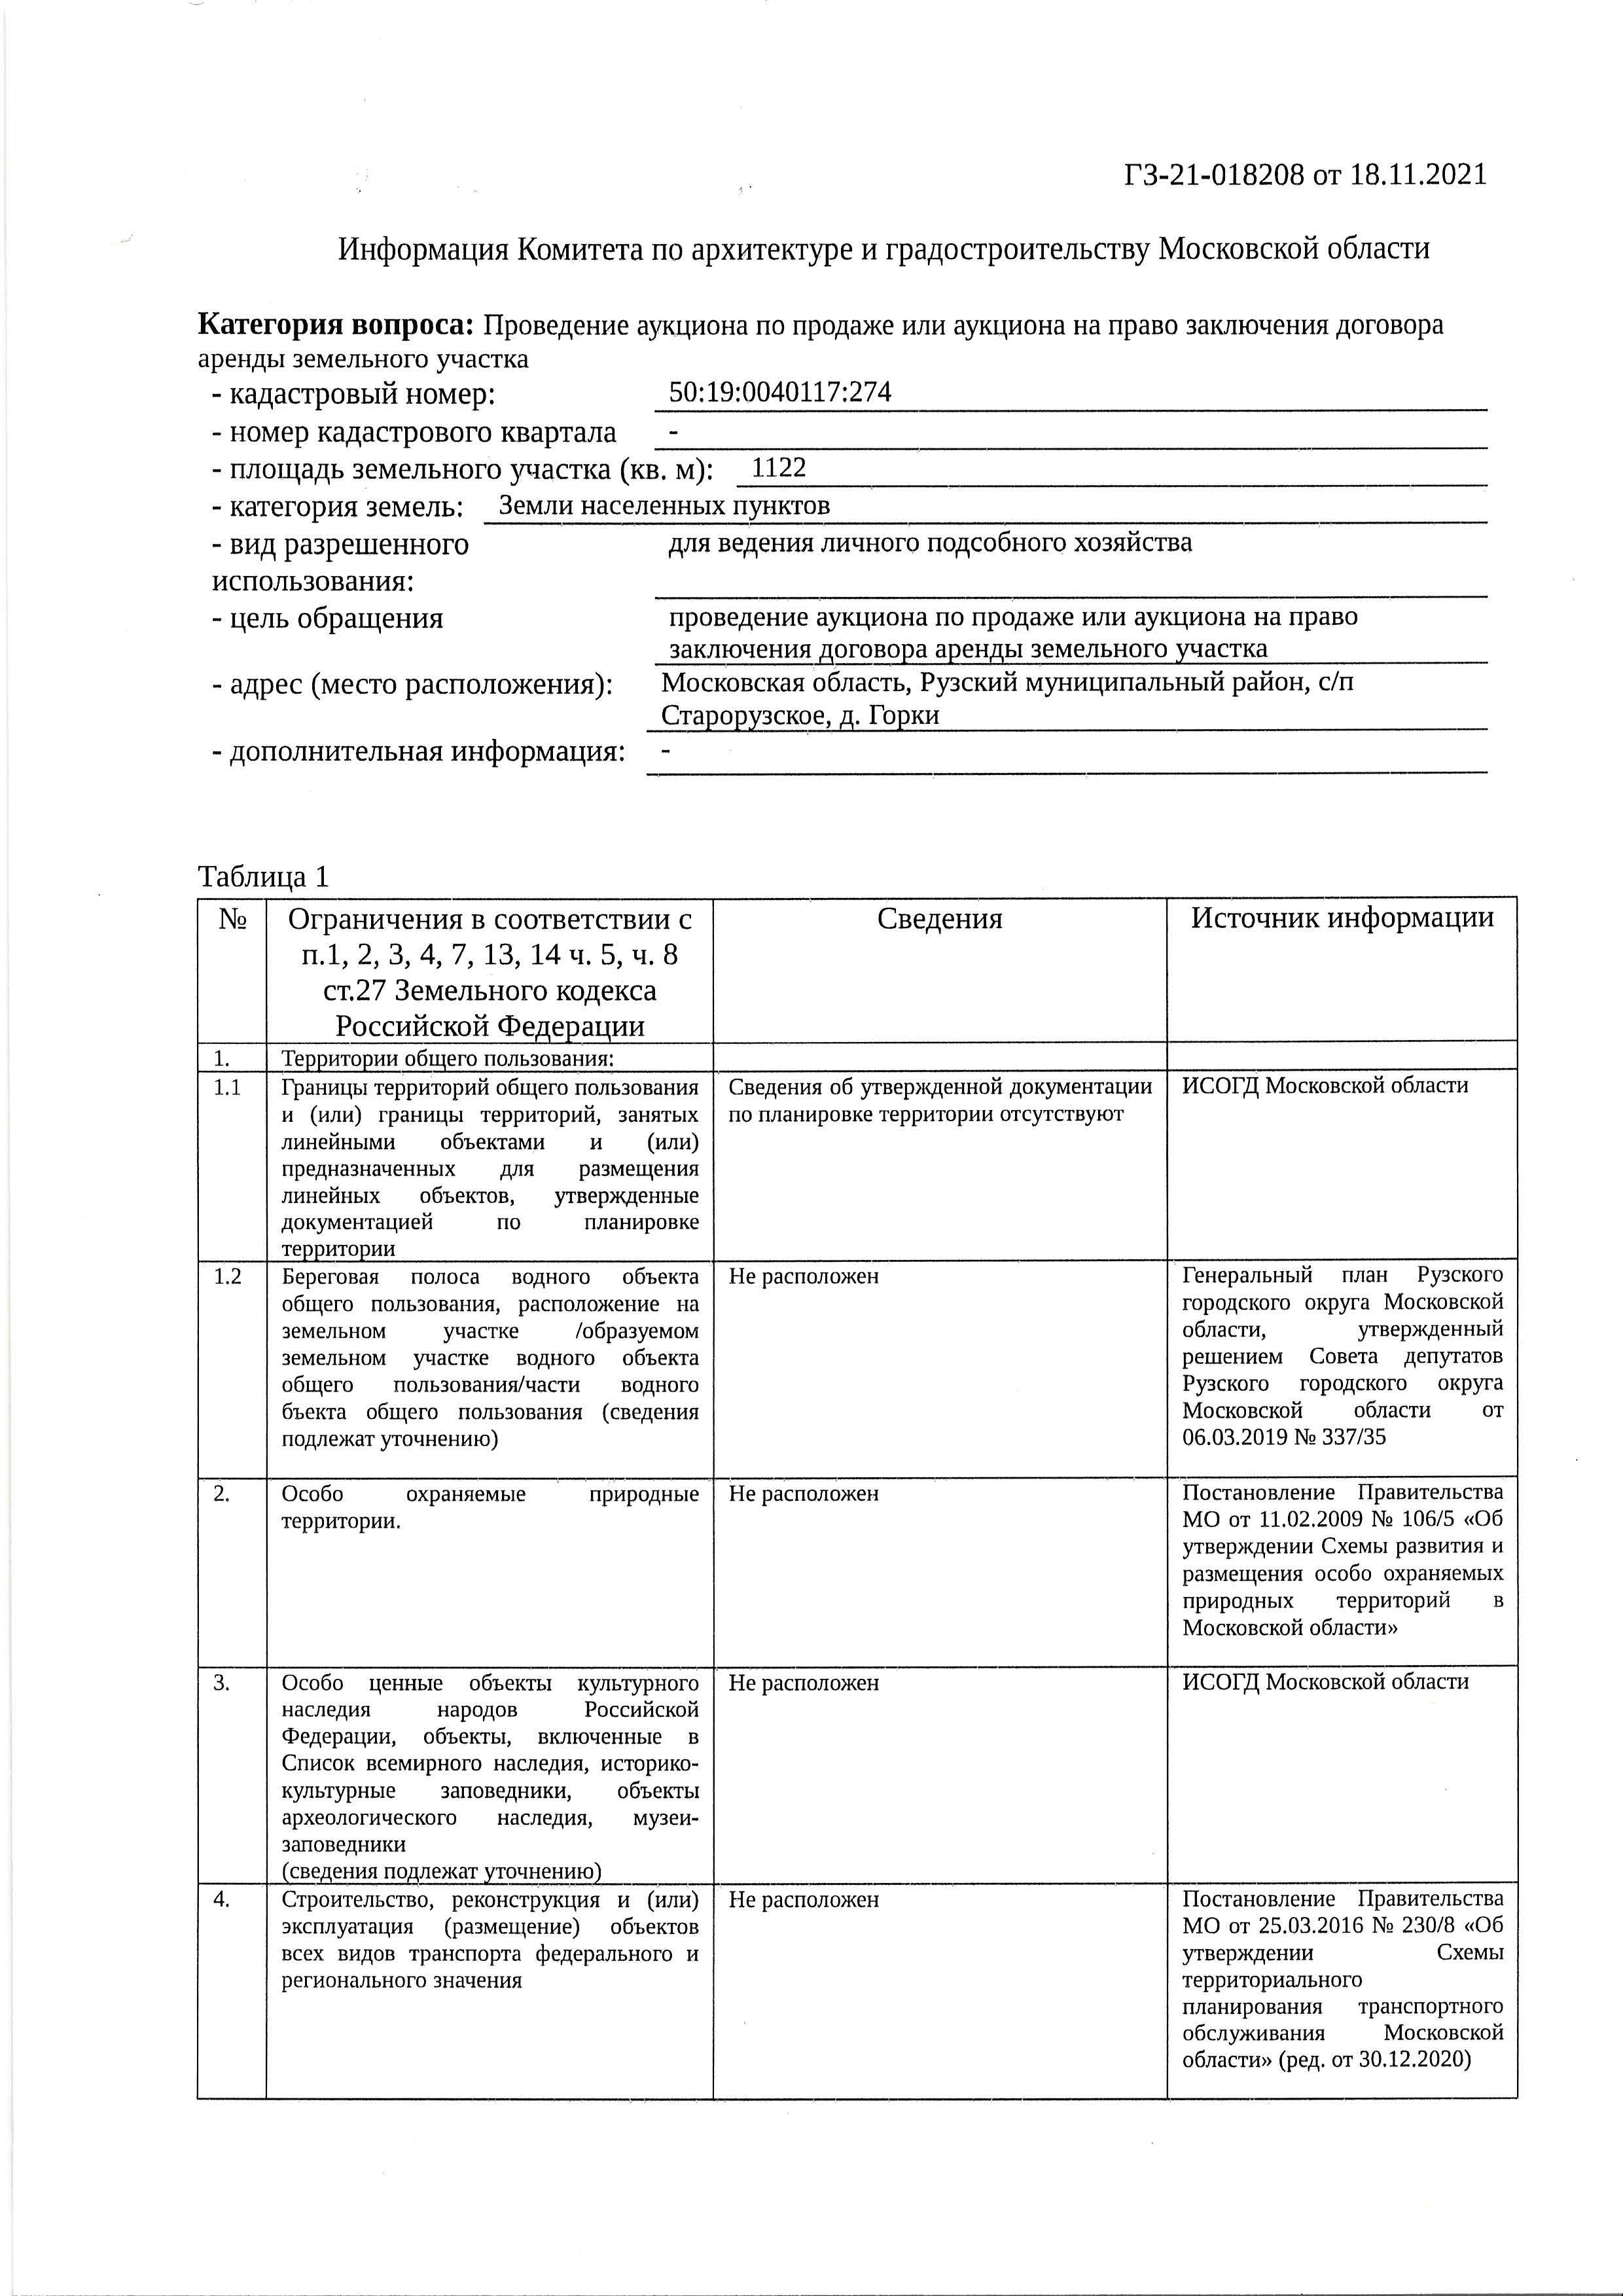 ГЗ-21-018208 от 18.11.2021
Информация Комитета по архитектуре и градостроительству Московской области
Категория вопроса: Проведение аукциона по продаже или аукциона на право заключения договора
аренды земельного участка
- кадастровый номер: 50:19:0040117:274
- номер кадастрового квартала -
- площадь земельного участка (кв. м): 1122
- категория земель: Земли населенных пунктов
- вид разрешенного для ведения личного подсобного хозяйства
использования:
- цель обращения проведение аукциона по продаже или аукциона на право
заключения договора аренды земельного участка
- адрес (место расположения): Московская область, Рузский муниципальный район, с/п
Старорузское, д. Горки
- дополнительная информация: -
Таблица 1
№
Ограничения в соответствии с
п.1, 2, 3, 4, 7, 13, 14 ч. 5, ч. 8
ст.27 Земельного кодекса
Российской Федерации
Сведения
Источник информации
1.
Территории общего пользования:
1.1
Границы территорий общего пользования
и (или) границы территорий, занятых
линейными объектами и (или)
предназначенных для размещения
линейных объектов, утвержденные
документацией по планировке
территории
Сведения об утвержденной документации
по планировке территории отсутствуют
ИСОГД Московской области
1.2
Береговая полоса водного объекта
общего пользования, расположение на
земельном участке /образуемом
земельном участке водного объекта
общего пользования/части водного
бъекта общего пользования (сведения
подлежат уточнению)
Не расположен
Генеральный план Рузского
городского округа Московской
области, утвержденный
решением Совета депутатов
Рузского городского округа
Московской области от
06.03.2019 № 337/35
2.
Особо охраняемые природные
территории.
Не расположен
Постановление Правительства
МО от 11.02.2009 № 106/5 «Об
утверждении Схемы развития и
размещения особо охраняемых
природных территорий в
Московской области»
3.
Особо ценные объекты культурного
наследия народов Российской
Федерации, объекты, включенные в
Список всемирного наследия, историко-
культурные заповедники, объекты
археологического наследия, музеи-
заповедники
(сведения подлежат уточнению)
Не расположен
ИСОГД Московской области
4.
Строительство, реконструкция и (или)
эксплуатация (размещение) объектов
всех видов транспорта федерального и
регионального значения
Не расположен
Постановление Правительства
МО от 25.03.2016 № 230/8 «Об
утверждении Схемы
территориального
планирования транспортного
обслуживания Московской
области» (ред. от 30.12.2020)